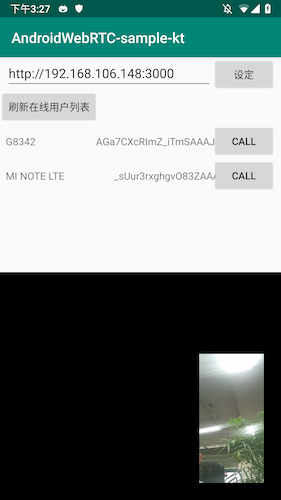 下午3:27
AndroidWebRTC-sample-kt
http://192.168.106.148:3000 设定
刷新在线用户列表
G8342 AGa7CXcRImZ_iTmSAAAJ CALL
MI NOTE LTE _sUur3rxghgvO83ZAAA CALL